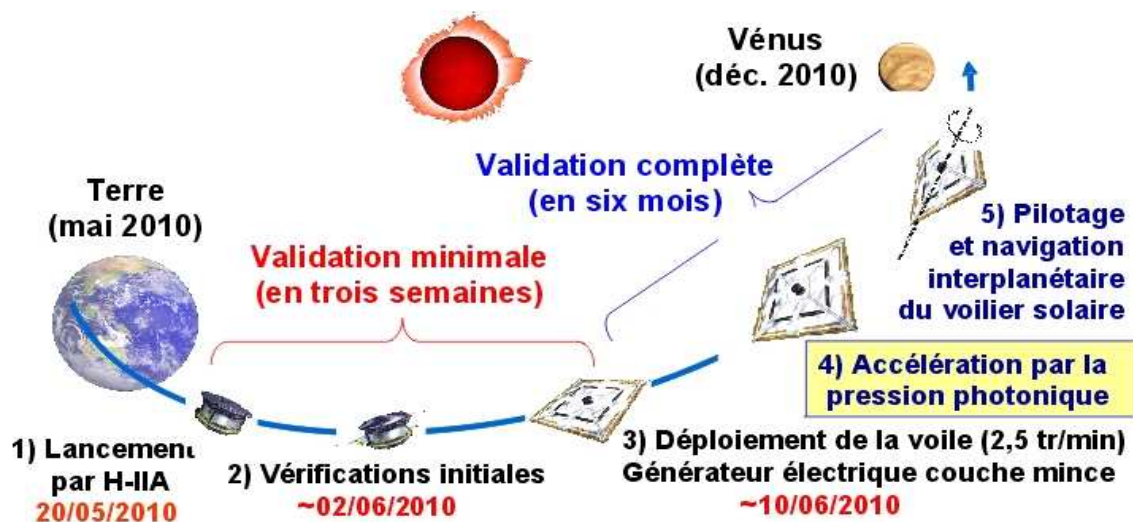 Vénus
(déc. 2010)
Validation complète
(en six mois)
Terre
(mai 2010)
Validation minimale
(en trois semaines)
5) Pilotage
et navigation
interplanétaire
du voilier solaire
4) Accélération par la
pression photonique
1) Lancement
par H-IIA
20/05/2010
2) Vérifications initiales
~02/06/2010
3) Déploiement de la voile (2,5 tr/min)
Générateur électrique couche mince
~10/06/2010